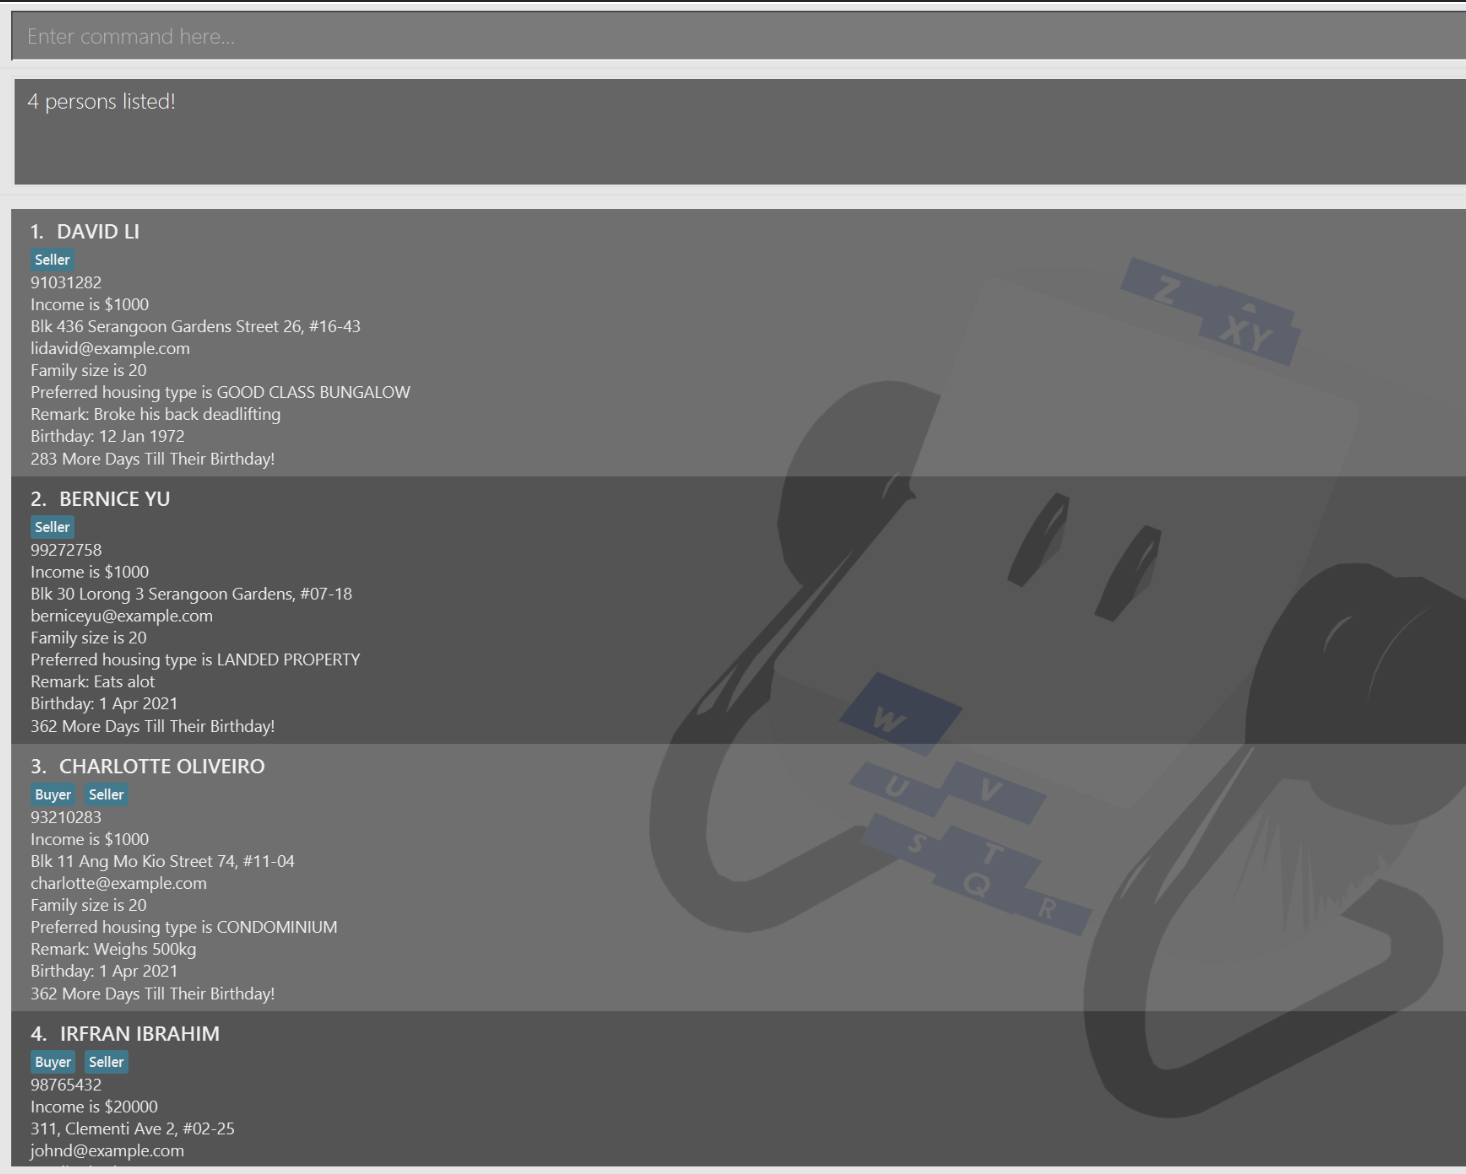 Enter command here...
4 persons listed!
1. DAVID LI
Seller
91031282
Income is $1000
Blk 436 Serangoon Gardens Street 26, #16-43
lidavid@example.com
Family size is 20
Preferred housing type is GOOD CLASS BUNGALOW
Remark: Broke his back deadlifting
Birthday: 12 Jan 1972
283 More Days Till Their Birthday!
2. BERNICE YU
Seller
99272758
Income is $1000
Blk 30 Lorong 3 Serangoon Gardens, #07-18
berniceyu@example.com
Family size is 20
Preferred housing type is LANDED PROPERTY
Remark: Eats alot
Birthday: 1 Apr 2021
362 More Days Till Their Birthday!
3. CHARLOTTE OLIVEIRO
Buyer Seller
93210283
Income is $1000
Blk 11 Ang Mo Kio Street 74, #11-04
charlotte@example.com
Family size is 20
Preferred housing type is CONDOMINIUM
Remark: Weighs 500kg
Birthday: 1 Apr 2021
362 More Days Till Their Birthday!
4. IRFRAN IBRAHIM
Buyer Seller
98765432
Income is $20000
311, Clementi Ave 2, #02-25
johnd@example.com
Z
XY
W
U V
S T
Q R